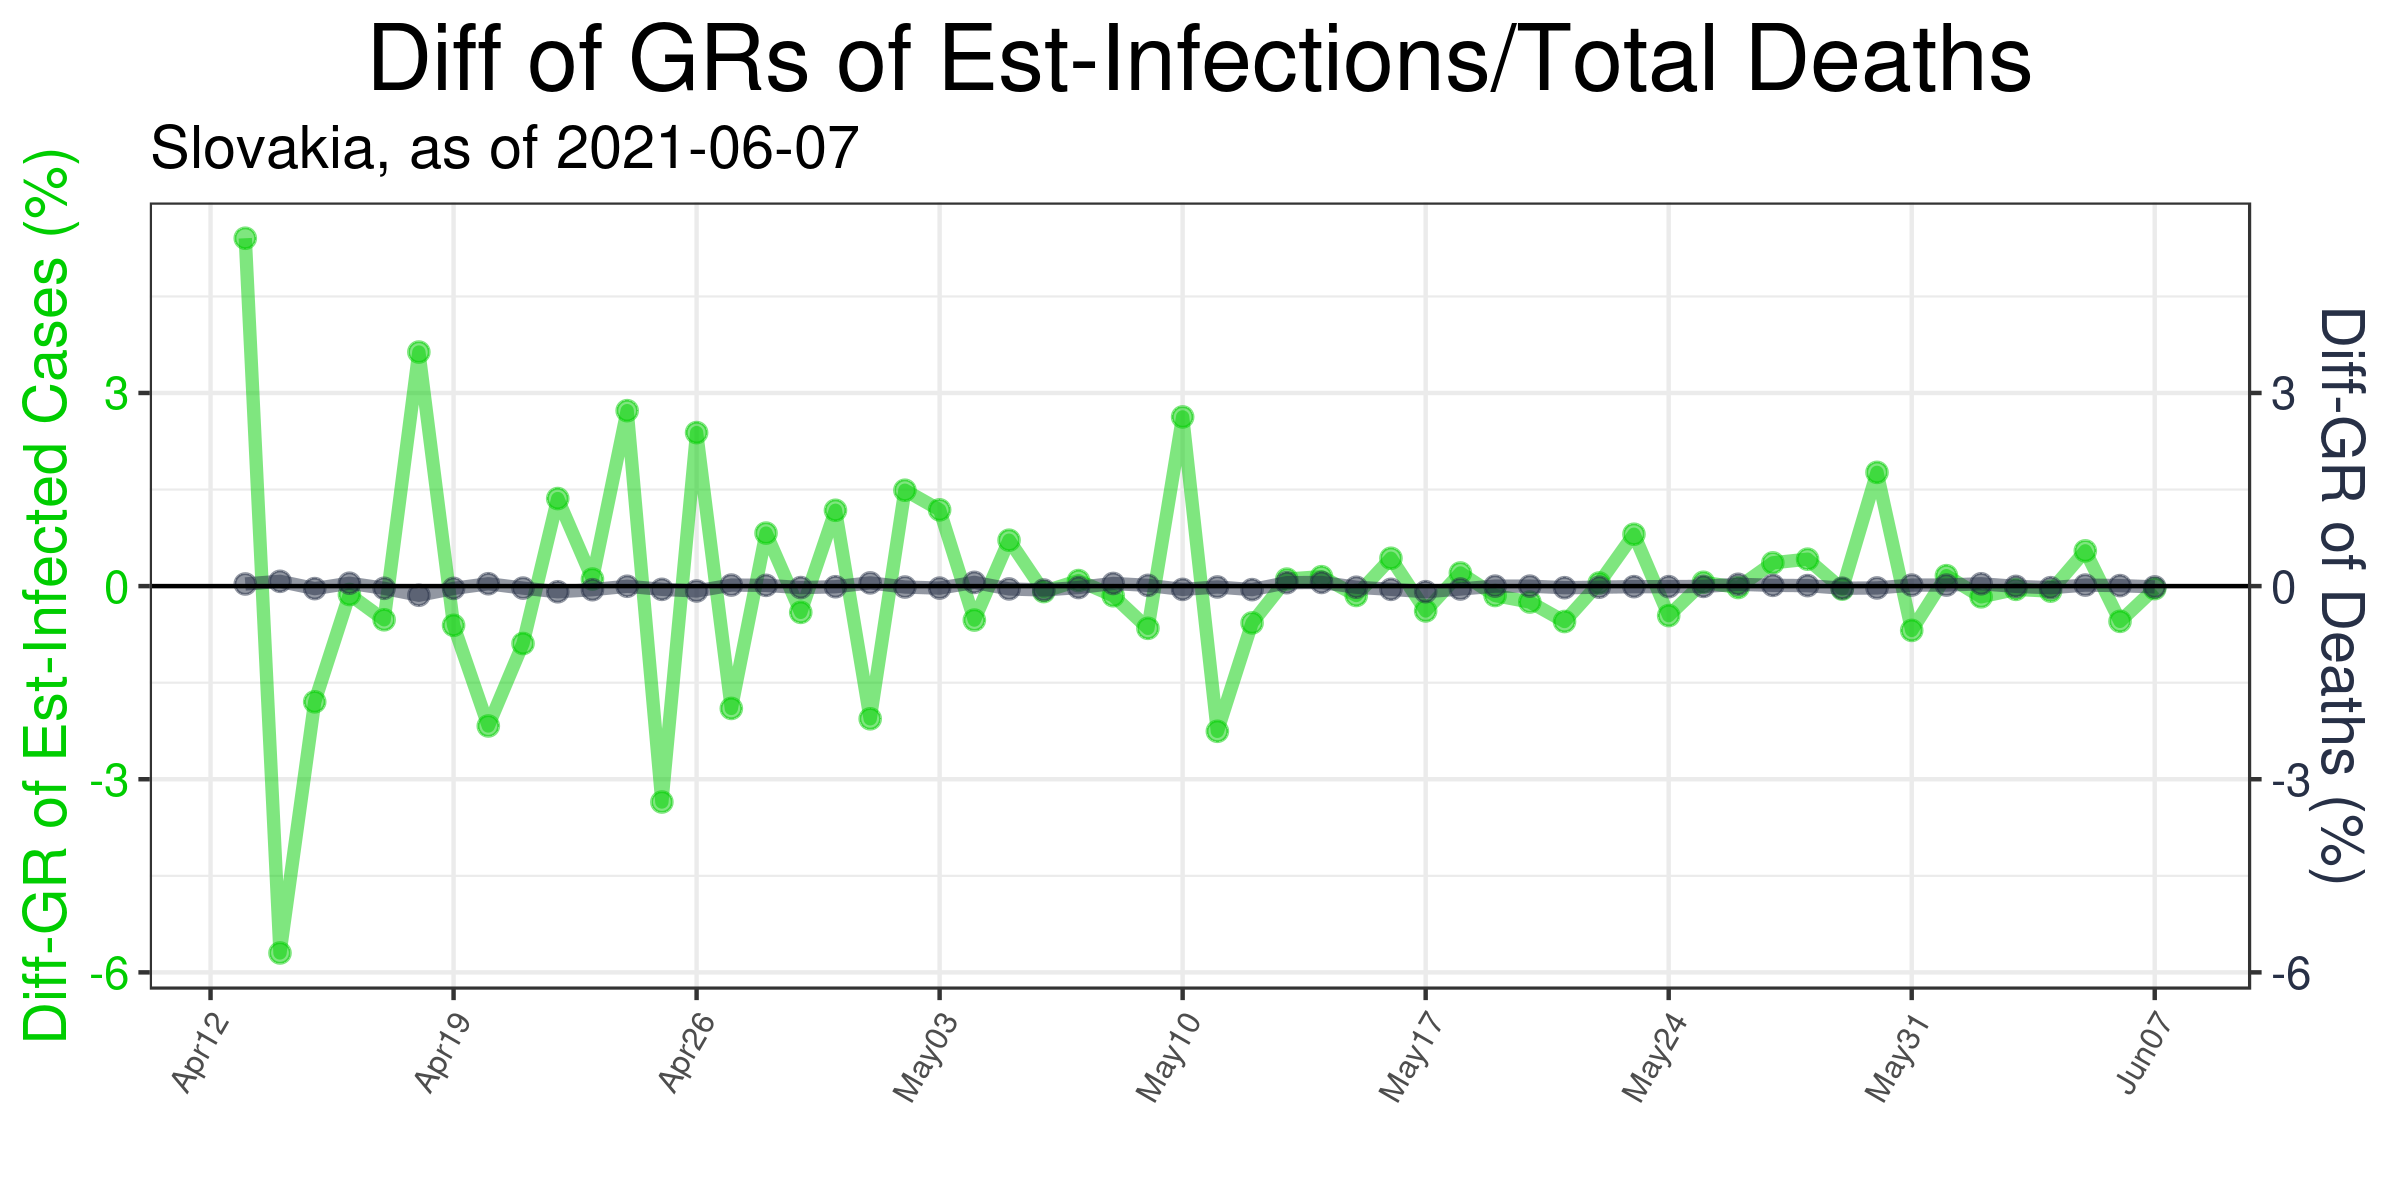 Diff of GRs of Est-Infections/Total Deaths
Slovakia, as of 2021-06-07
Diff-GR of Est-Infected Cases (%)
3
0
-3
-6
3
0
-3
-6
Diff-GR of Deaths (%)
Apr12
Apr19
Apr26
May03
May10
May17
May24
May31
Jun07